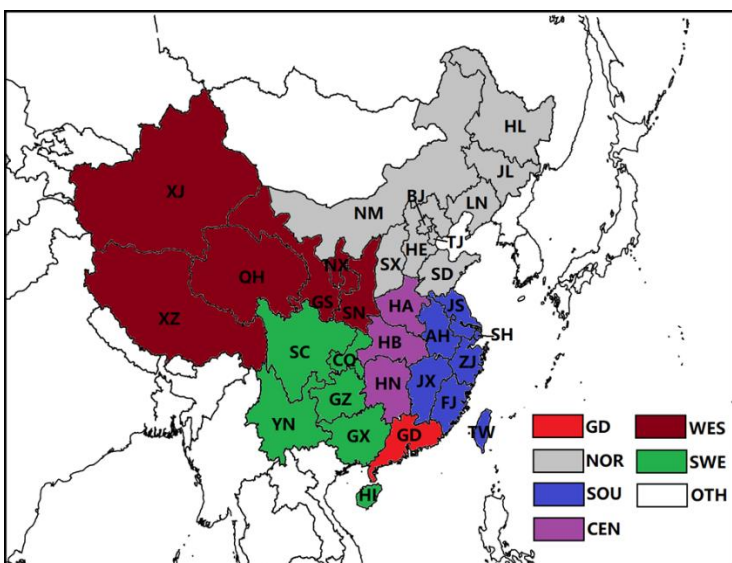 HL
JL
BJ
LN
NM
XJ
HE
TJ
SX
NX
SD
QH
GS
HA
JS
XZ
SN
SH
AH
HB
SC
CQ
ZJ
JX
HN
GZ
FJ
YN
GX
GD
TW
HI
GD
WES
NOR
SWE
SOU
OTH
CEN